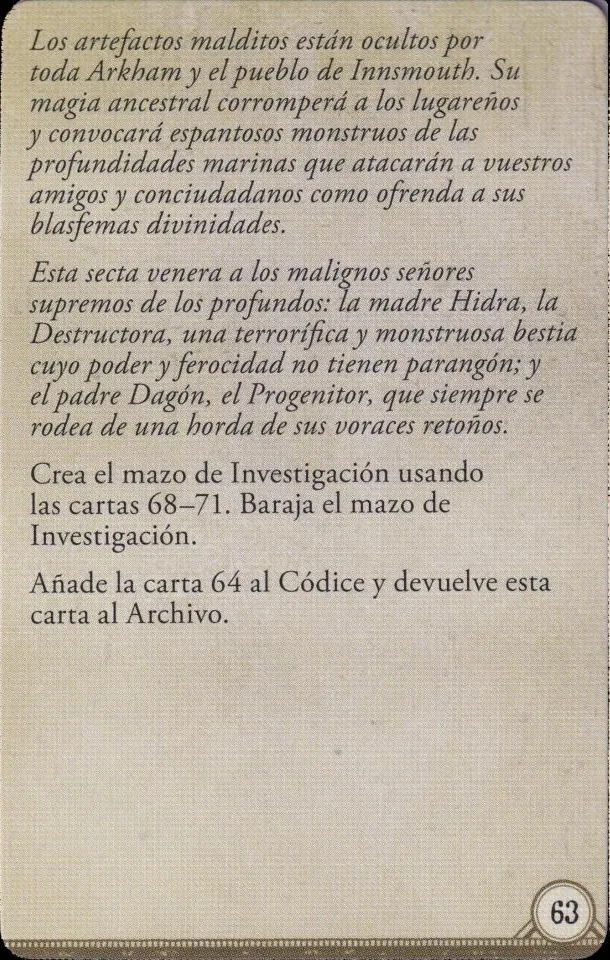 Los artefactos malditos están ocultos por
toda Arkham y el pueblo de Innsmouth. Su
magia ancestral corromperá a los lugareños
y convocará espantosos monstruos de las
profundidades marinas que atacarán a vuestros
amigos y conciudadanos como ofrenda a sus
blasfemas divinidades.
Esta secta venera a los malignos señores
supremos de los profundos: la madre Hidra, la
Destructora, una terrorífica y monstruosa bestia
cuyo poder y ferocidad no tienen parangón; y
el padre Dagón, el Progenitor, que siempre se
rodea de una horda de sus voraces retoños.
Crea el mazo de Investigación usando
las cartas 68–71. Baraja el mazo de
Investigación.
Añade la carta 64 al Códice y devuelve esta
carta al Archivo.
63